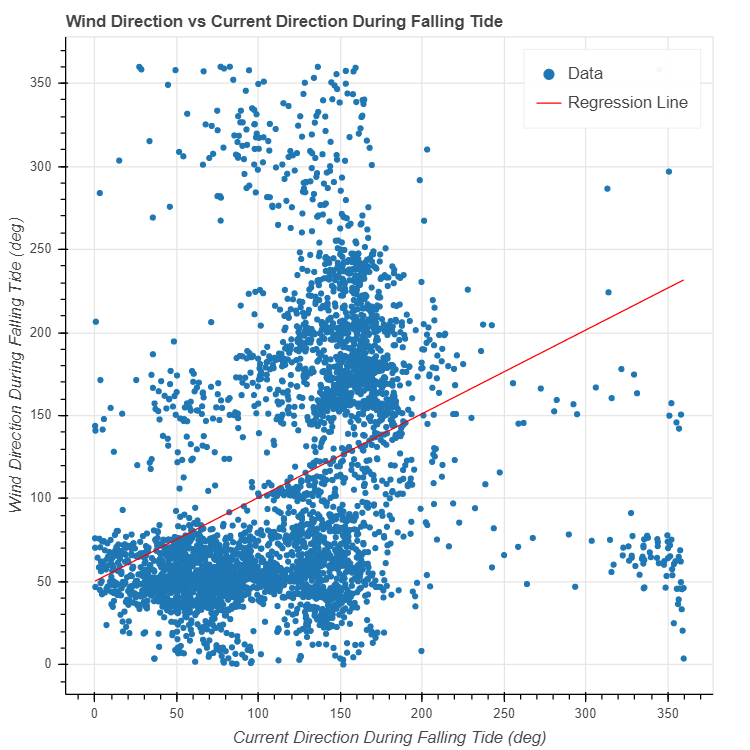 Wind Direction vs Current Direction During Falling Tide
Data
Regression Line
Wind Direction During Falling Tide (deg)
350
300
250
200
150
100
50
0
0 50 100 150 200 250 300 350
Current Direction During Falling Tide (deg)